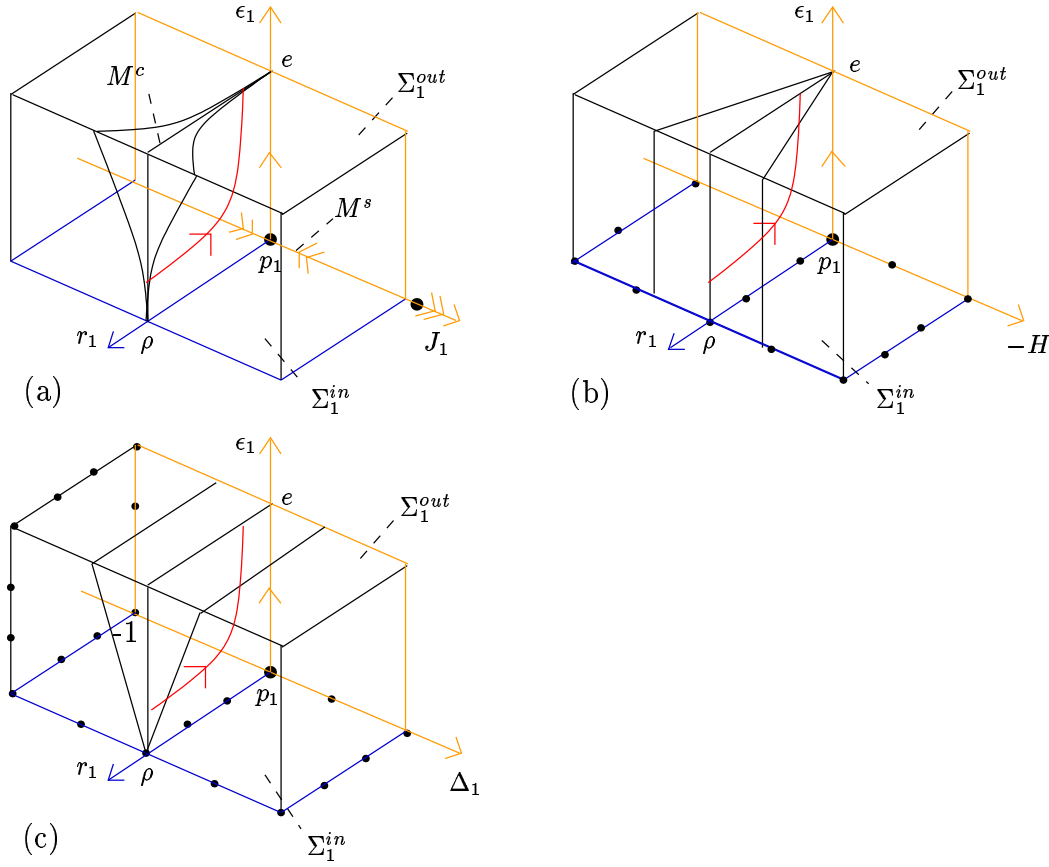 ϵ₁
e
M^c
Σ₁^out
M^s
p₁
r₁
ρ
J₁
Σ₁^in
(a)
ϵ₁
e
Σ₁^out
p₁
r₁
ρ
−H
Σ₁^in
(b)
ϵ₁
e
Σ₁^out
-1
p₁
r₁
ρ
Δ₁
Σ₁^in
(c)